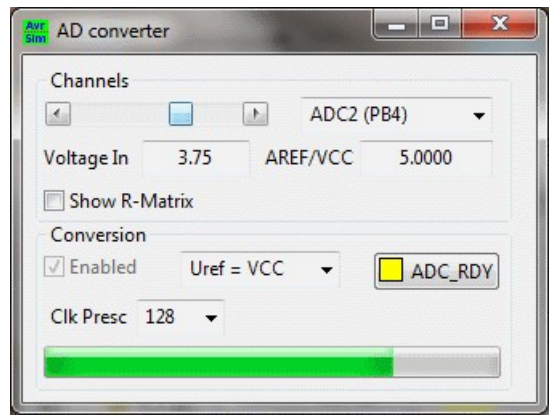 Avr
Sim
AD converter
Channels
ADC2 (PB4)
Voltage In 3.75 AREF/VCC 5.0000
Show R-Matrix
Conversion
Enabled Uref = VCC ADC_RDY
Clk Presc 128